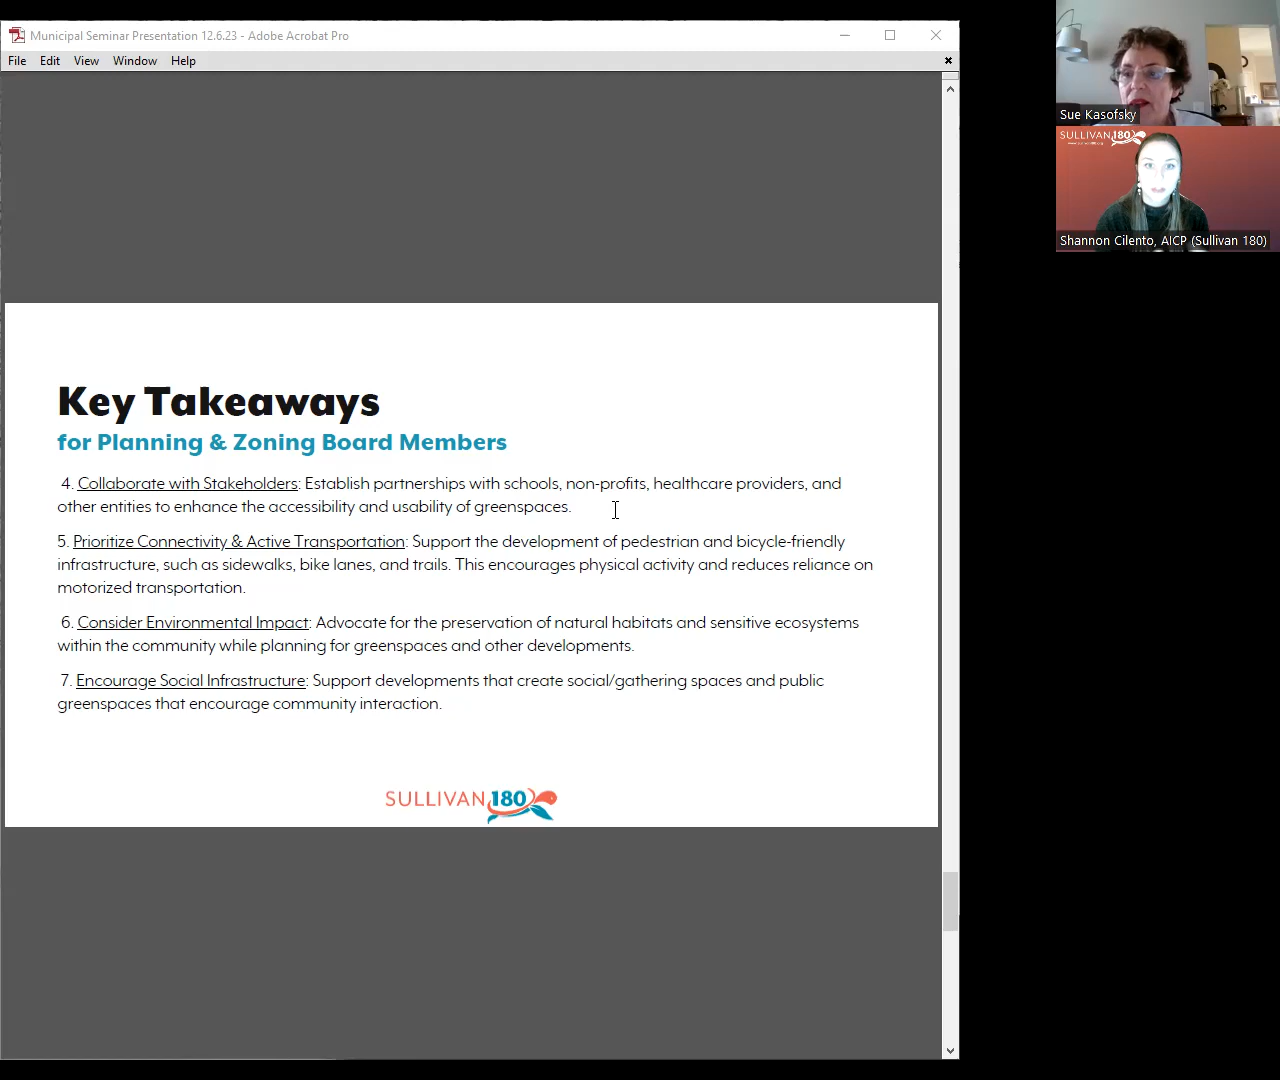 Municipal Seminar Presentation 12.6.23 - Adobe Acrobat Pro
File Edit View Window Help
Key Takeaways
for Planning & Zoning Board Members
4. Collaborate with Stakeholders: Establish partnerships with schools, non-profits, healthcare providers, and
other entities to enhance the accessibility and usability of greenspaces.
5. Prioritize Connectivity & Active Transportation: Support the development of pedestrian and bicycle-friendly
infrastructure, such as sidewalks, bike lanes, and trails. This encourages physical activity and reduces reliance on
motorized transportation.
6. Consider Environmental Impact: Advocate for the preservation of natural habitats and sensitive ecosystems
within the community while planning for greenspaces and other developments.
7. Encourage Social Infrastructure: Support developments that create social/gathering spaces and public
greenspaces that encourage community interaction.
SULLIVAN 180
Sue Kasofsky
SULLIVAN 180
Shannon Cilento, AICP (Sullivan 180)